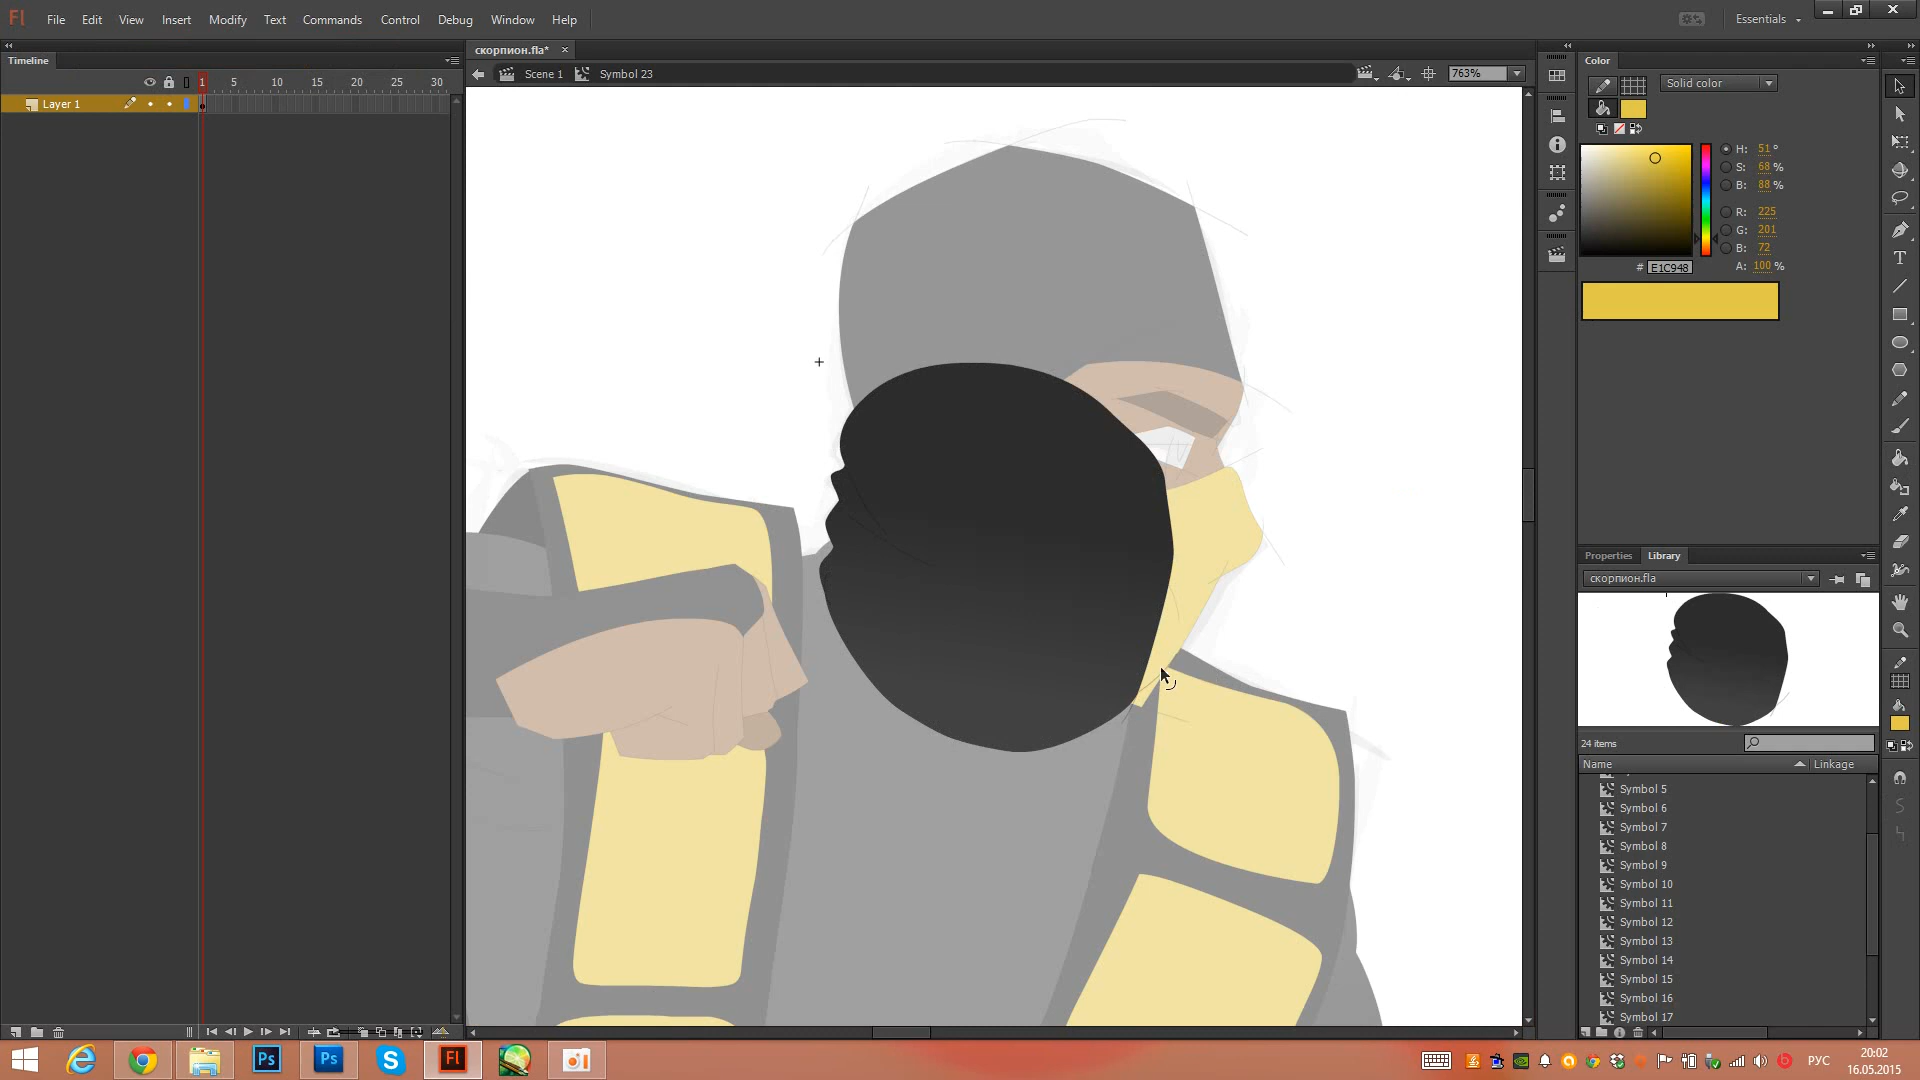 Fl File Edit View Insert Modify Text Commands Control Debug Window Help Essentials
Timeline
1 5 10 15 20 25 30
Layer 1
скорпион.fla*
Scene 1 Symbol 23 763%
Color
Solid color
H: 51 °
S: 68 %
B: 88 %
R: 225
G: 201
B: 72
# E1C948 A: 100 %
T
Properties Library
скорпион.fla
24 items
Name Linkage
Symbol 5
Symbol 6
Symbol 7
Symbol 8
Symbol 9
Symbol 10
Symbol 11
Symbol 12
Symbol 13
Symbol 14
Symbol 15
Symbol 16
Symbol 17
Ps Ps Fl
РУС
20:02
16.05.2015